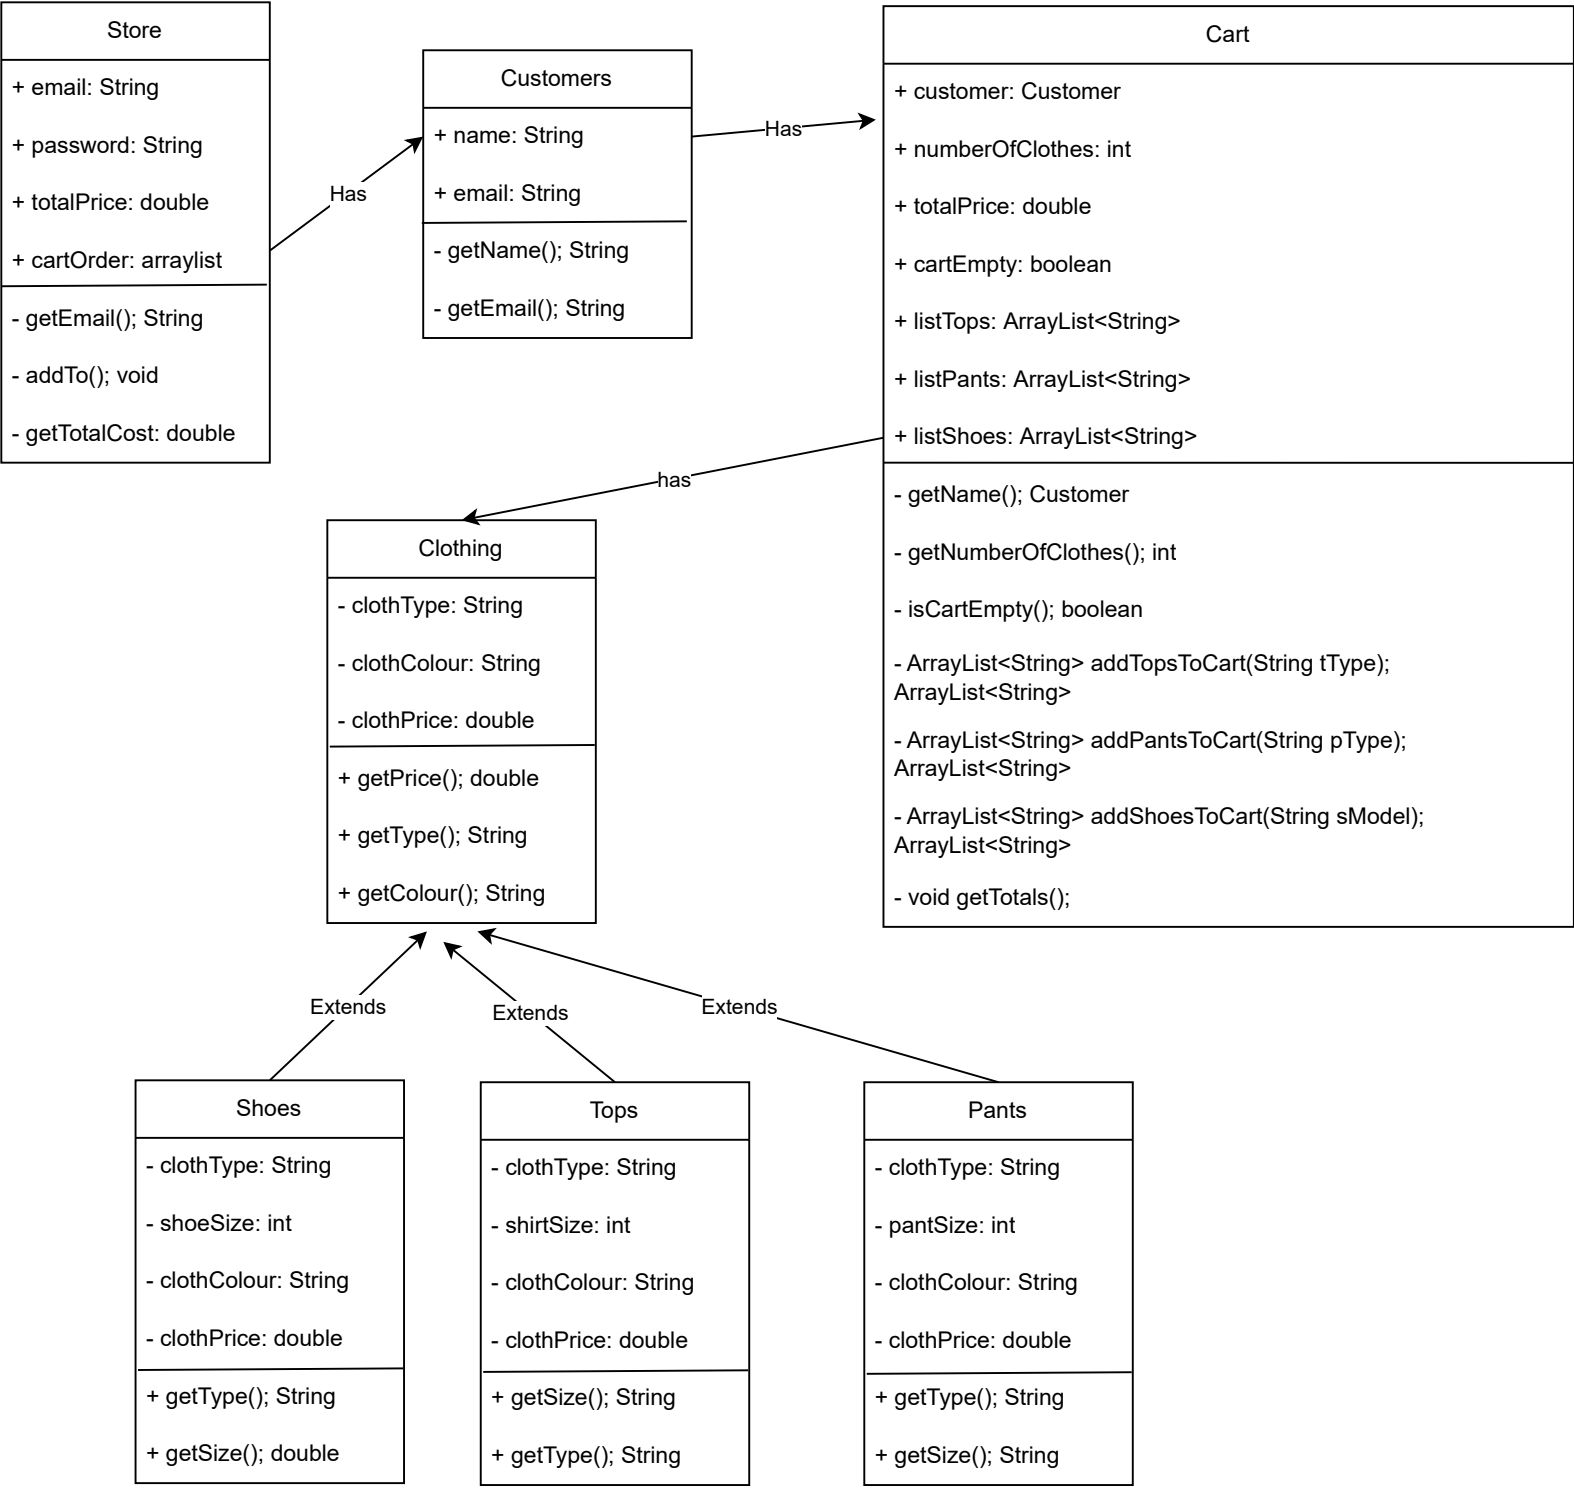 Store
+ email: String
+ password: String
+ totalPrice: double
+ cartOrder: arraylist
- getEmail(); String
- addTo(); void
- getTotalCost: double
Has
Customers
+ name: String
+ email: String
- getName(); String
- getEmail(); String
Has
Cart
+ customer: Customer
+ numberOfClothes: int
+ totalPrice: double
+ cartEmpty: boolean
+ listTops: ArrayList<String>
+ listPants: ArrayList<String>
+ listShoes: ArrayList<String>
- getName(); Customer
- getNumberOfClothes(); int
- isCartEmpty(); boolean
- ArrayList<String> addTopsToCart(String tType);
ArrayList<String>
- ArrayList<String> addPantsToCart(String pType);
ArrayList<String>
- ArrayList<String> addShoesToCart(String sModel);
ArrayList<String>
- void getTotals();
has
Clothing
- clothType: String
- clothColour: String
- clothPrice: double
+ getPrice(); double
+ getType(); String
+ getColour(); String
Extends
Extends
Extends
Shoes
- clothType: String
- shoeSize: int
- clothColour: String
- clothPrice: double
+ getType(); String
+ getSize(); double
Tops
- clothType: String
- shirtSize: int
- clothColour: String
- clothPrice: double
+ getSize(); String
+ getType(); String
Pants
- clothType: String
- pantSize: int
- clothColour: String
- clothPrice: double
+ getType(); String
+ getSize(); String